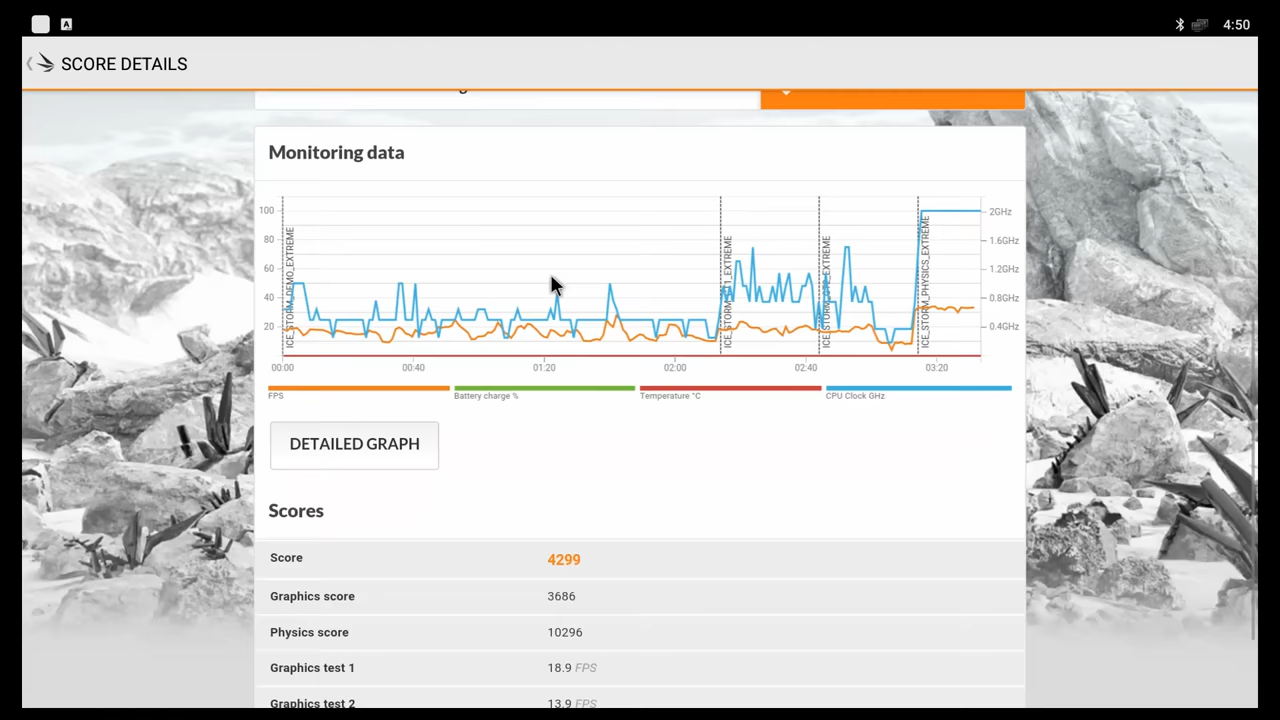 A
4:50
SCORE DETAILS
Monitoring data
100
80
60
40
20
2GHz
1.6GHz
1.2GHz
0.8GHz
0.4GHz
ICE_STORM_DEMO_EXTREME
ICE_STORM_GT1_EXTREME
ICE_STORM_PHYSICS_EXTREME
00:00
00:40
01:20
02:00
02:40
03:20
FPS
Battery charge %
Temperature °C
CPU Clock GHz
DETAILED GRAPH
Scores
Score 4299
Graphics score 3686
Physics score 10296
Graphics test 1 18.9 FPS
Graphics test 2 13.9 FPS